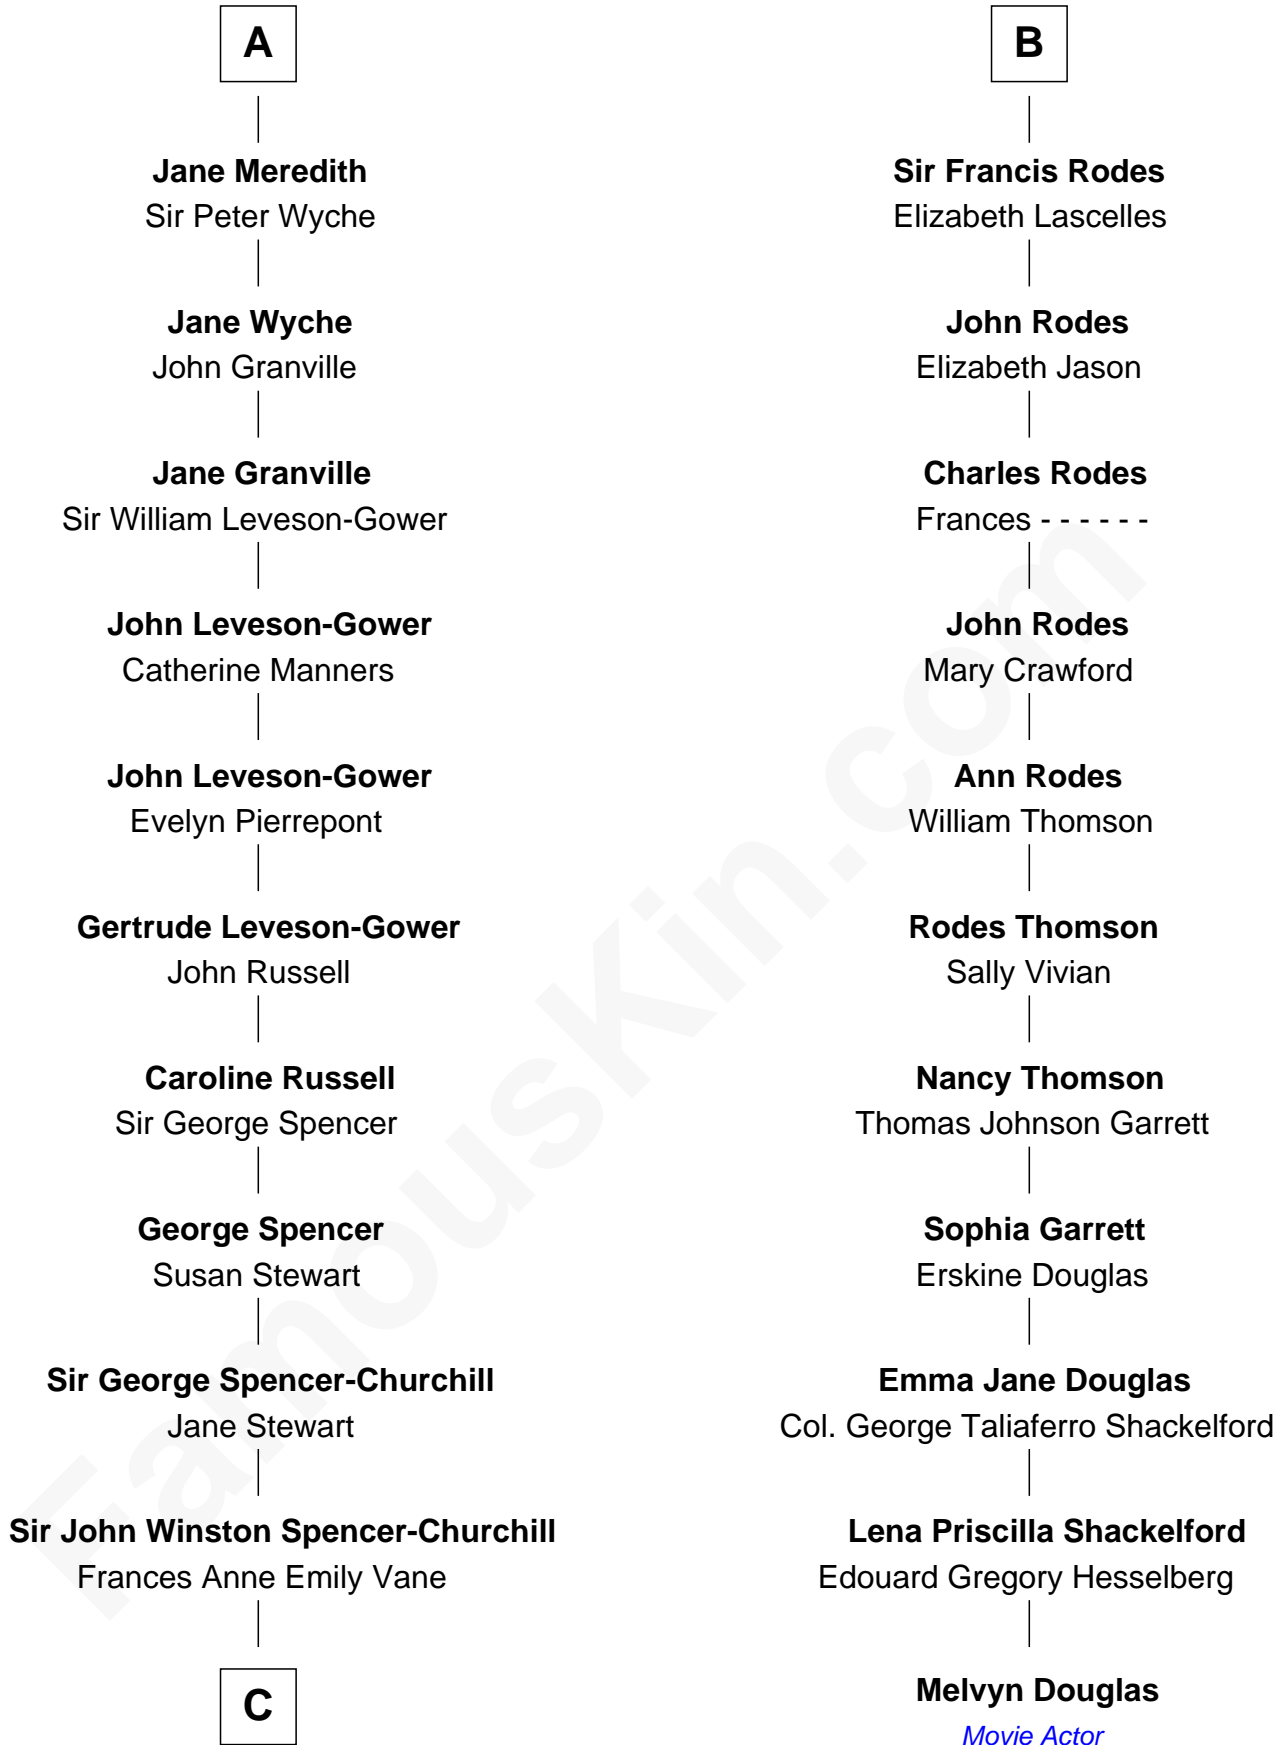 A
Jane Meredith
Sir Peter Wyche
Jane Wyche
John Granville
Jane Granville
Sir William Leveson-Gower
John Leveson-Gower
Catherine Manners
John Leveson-Gower
Evelyn Pierrepont
Gertrude Leveson-Gower
John Russell
Caroline Russell
Sir George Spencer
George Spencer
Susan Stewart
Sir George Spencer-Churchill
Jane Stewart
Sir John Winston Spencer-Churchill
Frances Anne Emily Vane
C
B
Sir Francis Rodes
Elizabeth Lascelles
John Rodes
Elizabeth Jason
Charles Rodes
Frances - - - - - -
John Rodes
Mary Crawford
Ann Rodes
William Thomson
Rodes Thomson
Sally Vivian
Nancy Thomson
Thomas Johnson Garrett
Sophia Garrett
Erskine Douglas
Emma Jane Douglas
Col. George Taliaferro Shackelford
Lena Priscilla Shackelford
Edouard Gregory Hesselberg
Melvyn Douglas
Movie Actor
FamousKin.com